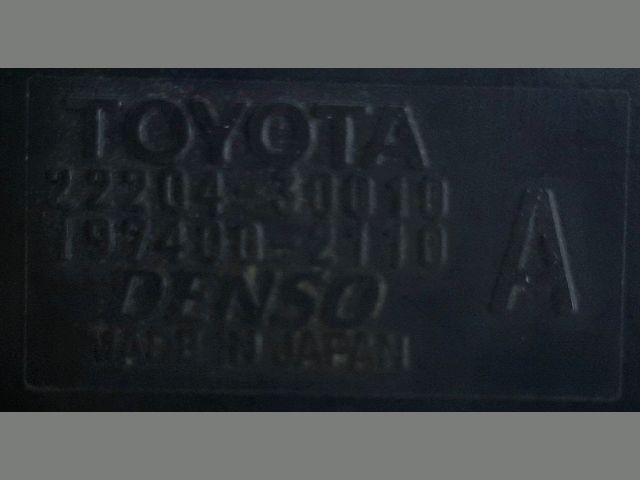 TOYOTA
22204-30010
197400-2110
DENSO
MADE IN JAPAN
A